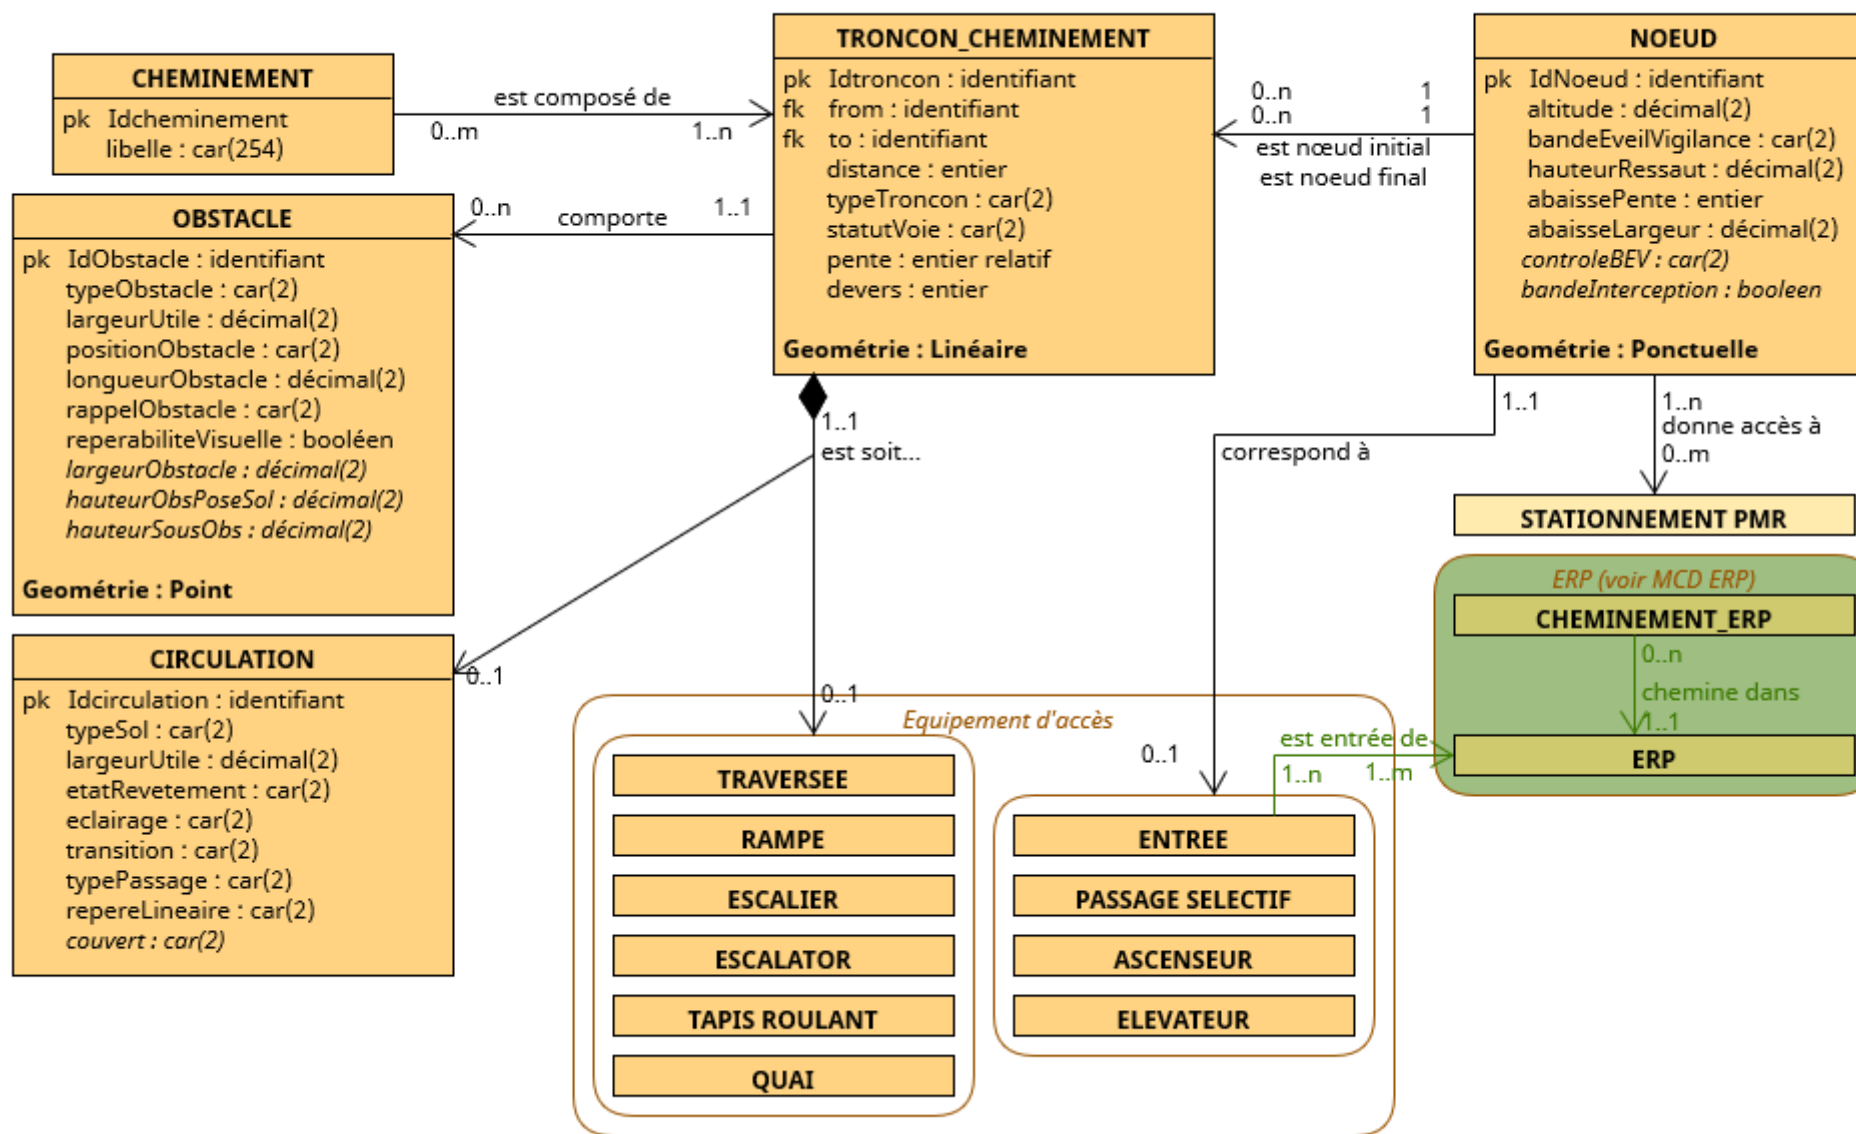 CHEMINEMENT
pk Idcheminement
libelle : car(254)
est composé de
0..m
1..n
TRONCON_CHEMINEMENT
pk Idtroncon : identifiant
fk from : identifiant
fk to : identifiant
distance : entier
typeTroncon : car(2)
statutVoie : car(2)
pente : entier relatif
devers : entier
Geométrie : Linéaire
0..n 1
0..n 1
est nœud initial
est noeud final
NOEUD
pk IdNoeud : identifiant
altitude : décimal(2)
bandeEveilVigilance : car(2)
hauteurRessaut : décimal(2)
abaissePente : entier
abaisseLargeur : décimal(2)
controleBEV : car(2)
bandeInterception : booleen
Geométrie : Ponctuelle
OBSTACLE
pk IdObstacle : identifiant
typeObstacle : car(2)
largeurUtile : décimal(2)
positionObstacle : car(2)
longueurObstacle : décimal(2)
rappelObstacle : car(2)
reperabiliteVisuelle : booléen
largeurObstacle : décimal(2)
hauteurObsPoseSol : décimal(2)
hauteurSousObs : décimal(2)
Geométrie : Point
0..n
comporte
1..1
1..1
est soit...
0..1
0..1
1..1
correspond à
0..1
1..n
donne accès à
0..m
STATIONNEMENT PMR
ERP (voir MCD ERP)
CHEMINEMENT_ERP
0..n
chemine dans
1..1
ERP
CIRCULATION
pk Idcirculation : identifiant
typeSol : car(2)
largeurUtile : décimal(2)
etatRevetement : car(2)
eclairage : car(2)
transition : car(2)
typePassage : car(2)
repereLineaire : car(2)
couvert : car(2)
Equipement d'accès
TRAVERSEE
RAMPE
ESCALIER
ESCALATOR
TAPIS ROULANT
QUAI
est entrée de
1..n
1..m
ENTREE
PASSAGE SELECTIF
ASCENSEUR
ELEVATEUR